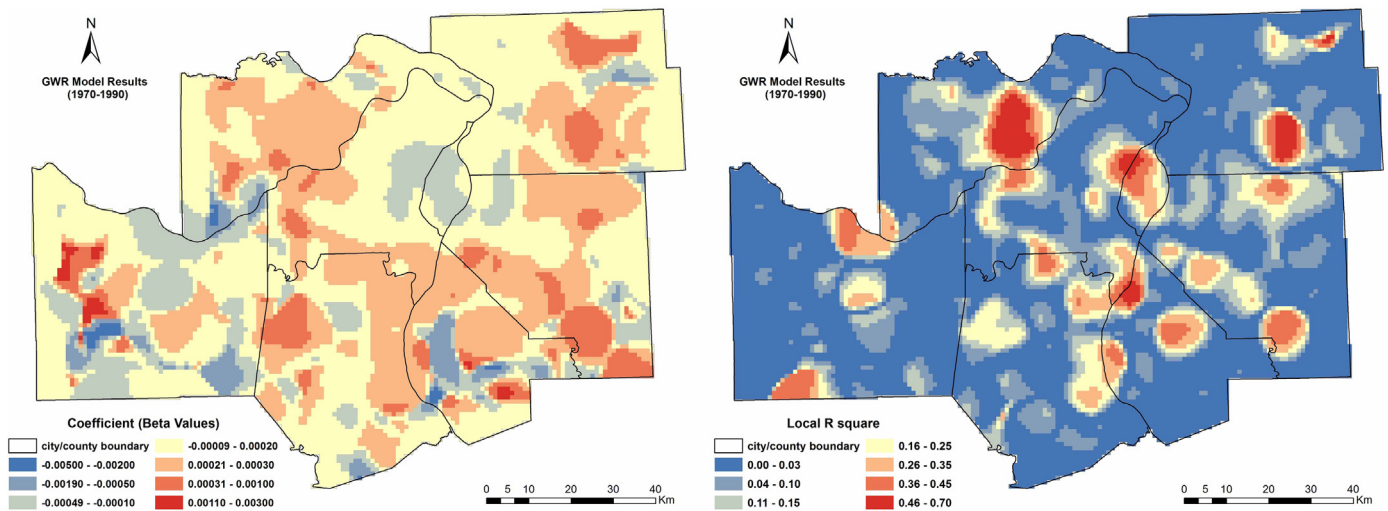 N
GWR Model Results
(1970-1990)
Coefficient (Beta Values)
city/county boundary
-0.00500 - -0.00200
-0.00190 - -0.00050
-0.00049 - -0.00010
-0.00009 - 0.00020
0.00021 - 0.00030
0.00031 - 0.00100
0.00110 - 0.00300
0 5 10 20 30 40
Km
N
GWR Model Results
(1970-1990)
Local R square
city/county boundary
0.00 - 0.03
0.04 - 0.10
0.11 - 0.15
0.16 - 0.25
0.26 - 0.35
0.36 - 0.45
0.46 - 0.70
0 5 10 20 30 40
Km